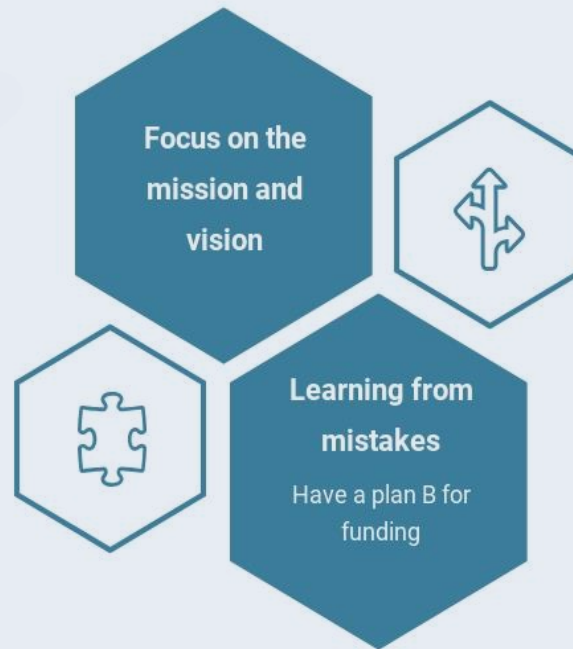 Focus on the
mission and
vision
Learning from
mistakes
Have a plan B for
funding